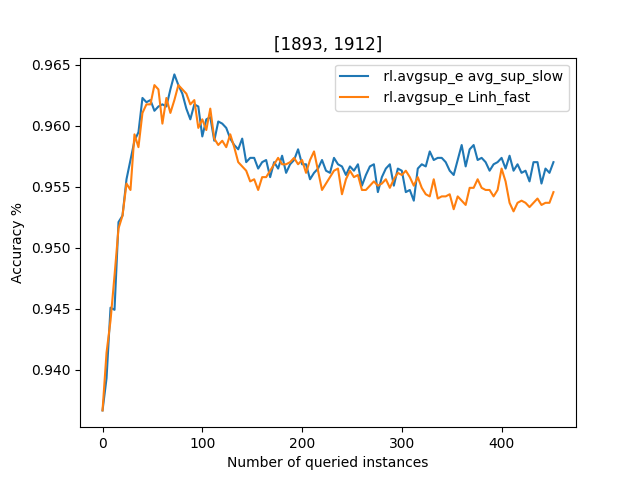 [1893, 1912]
rl.avgsup_e avg_sup_slow
rl.avgsup_e Linh_fast
0.965
0.960
0.955
0.950
0.945
0.940
Accuracy %
0 100 200 300 400
Number of queried instances